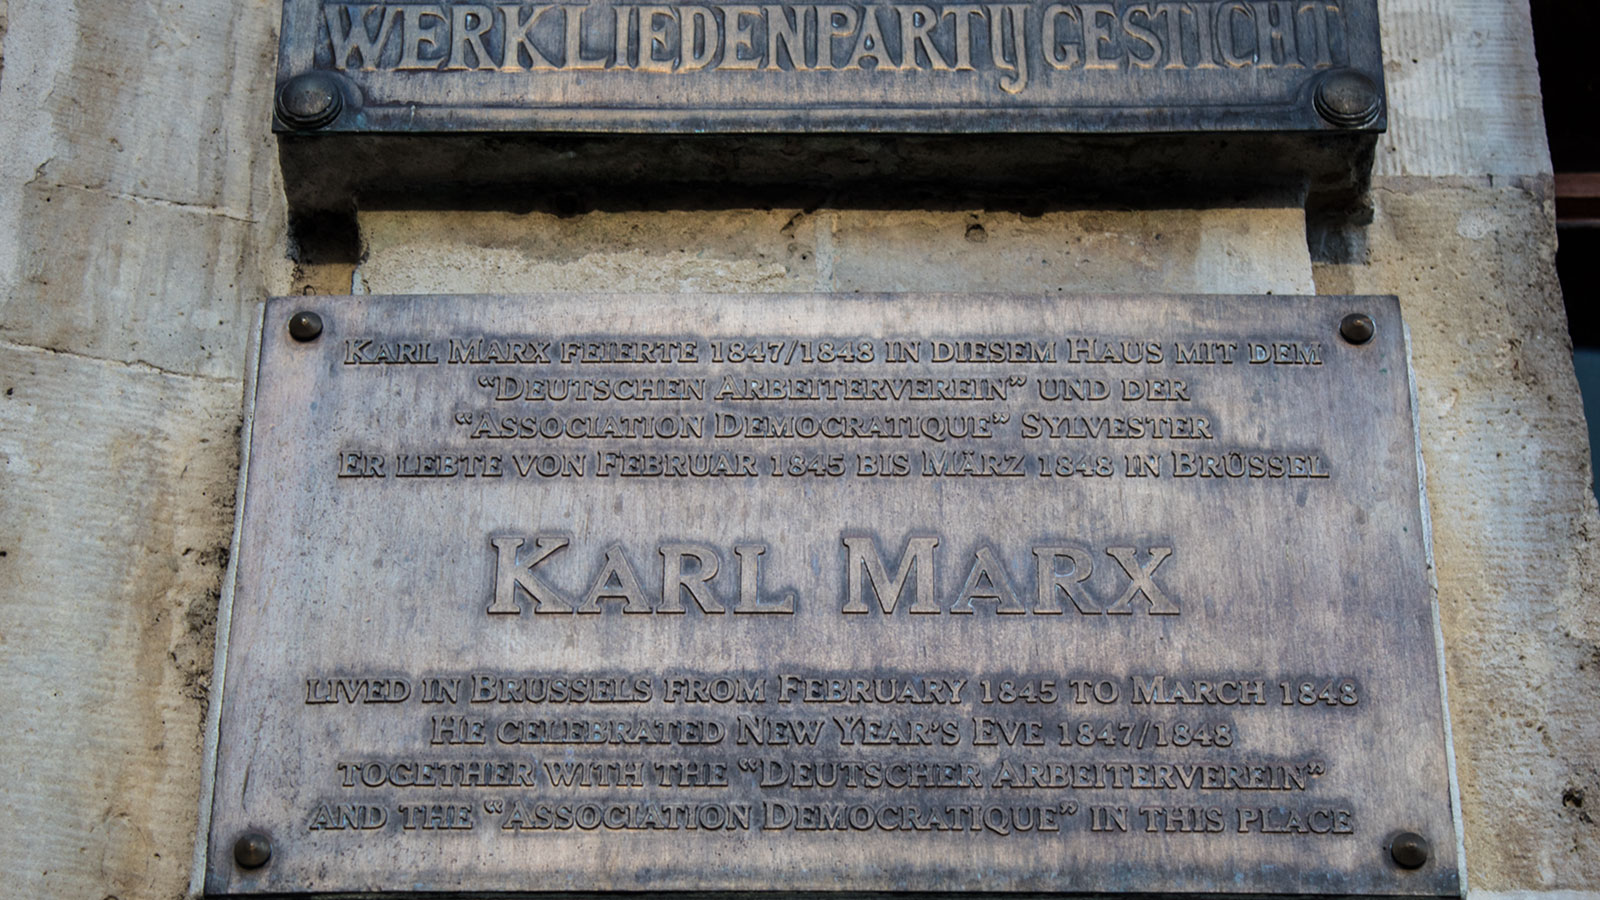 WERKLIEDENPARTIJ GESTICHT
KARL MARX FEIERTE 1847/1848 IN DIESEM HAUS MIT DEM
“DEUTSCHEN ARBEITERVEREIN” UND DER
“ASSOCIATION DEMOCRATIQUE” SYLVESTER
ER LEBTE VON FEBRUAR 1845 BIS MÄRZ 1848 IN BRÜSSEL
KARL MARX
LIVED IN BRUSSELS FROM FEBRUARY 1845 TO MARCH 1848
HE CELEBRATED NEW YEAR'S EVE 1847/1848
TOGETHER WITH THE “DEUTSCHER ARBEITERVEREIN”
AND THE “ASSOCIATION DEMOCRATIQUE” IN THIS PLACE